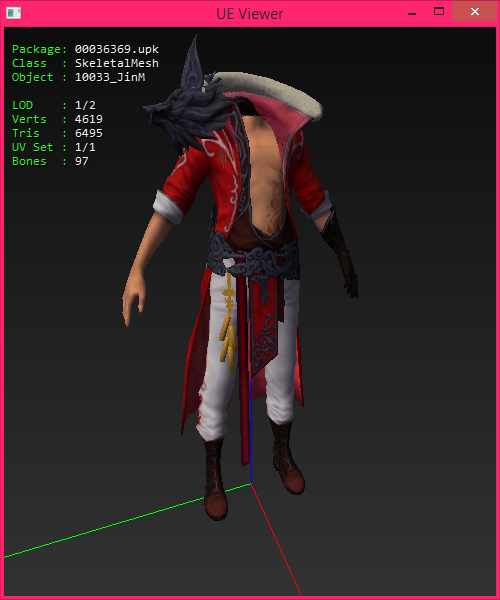 UE Viewer
Package: 00036369.upk
Class  : SkeletalMesh
Object : 10033_JinM
LOD    : 1/2
Verts  : 4619
Tris   : 6495
UV Set : 1/1
Bones  : 97